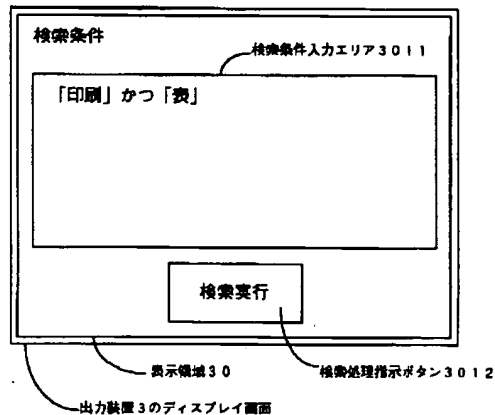 検索条件
検索条件入力エリア3011
「印刷」かつ「表」
検索実行
表示領域30
検索処理指示ボタン3012
出力装置3のディスプレイ画面